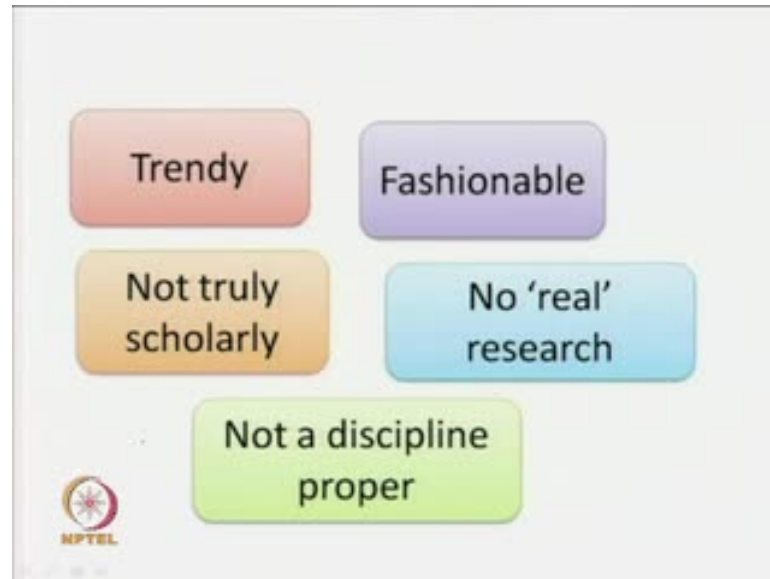 Trendy
Fashionable
Not truly
scholarly
No ‘real’
research
Not a discipline
proper
NPTEL